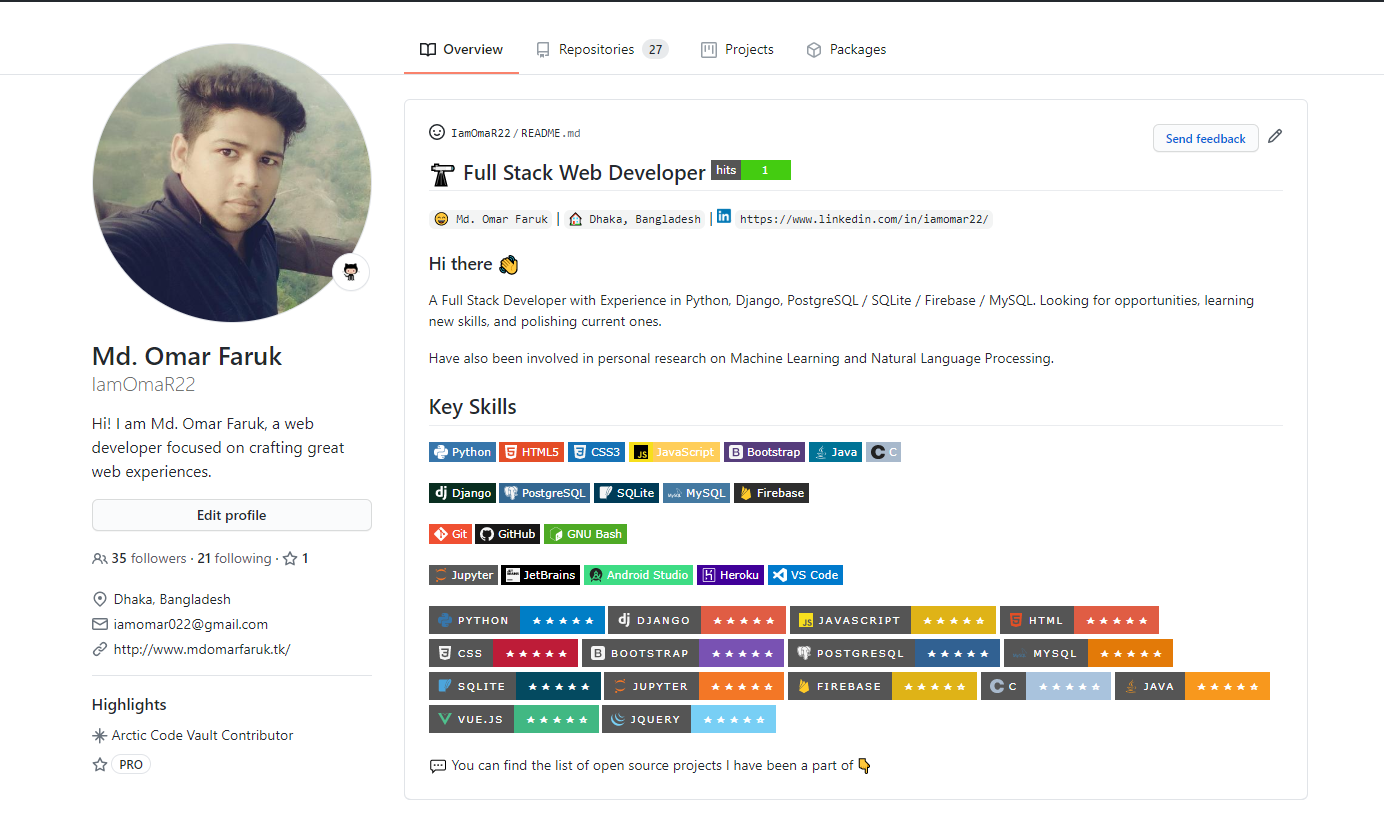 Overview
Repositories 27
Projects
Packages
Md. Omar Faruk
IamOmaR22
Hi! I am Md. Omar Faruk, a web
developer focused on crafting great
web experiences.
Edit profile
35 followers · 21 following · 1
Dhaka, Bangladesh
iamomar022@gmail.com
http://www.mdomarfaruk.tk/
Highlights
Arctic Code Vault Contributor
PRO
IamOmaR22/README.md
Send feedback
Full Stack Web Developer hits 1
Md. Omar Faruk | Dhaka, Bangladesh | https://www.linkedin.com/in/iamomar22/
Hi there
A Full Stack Developer with Experience in Python, Django, PostgreSQL / SQLite / Firebase / MySQL. Looking for opportunities, learning
new skills, and polishing current ones.
Have also been involved in personal research on Machine Learning and Natural Language Processing.
Key Skills
Python HTML5 CSS3 JavaScript Bootstrap Java C
Django PostgreSQL SQLite MySQL Firebase
Git GitHub GNU Bash
Jupyter JetBrains Android Studio Heroku VS Code
PYTHON ★★★★★ DJANGO ★★★★★ JAVASCRIPT ★★★★★ HTML ★★★★★
CSS ★★★★★ BOOTSTRAP ★★★★★ POSTGRESQL ★★★★★ MYSQL ★★★★★
SQLITE ★★★★★ JUPYTER ★★★★★ FIREBASE ★★★★★ C ★★★★★ JAVA ★★★★★
VUE.JS ★★★★★ JQUERY ★★★★★
You can find the list of open source projects I have been a part of